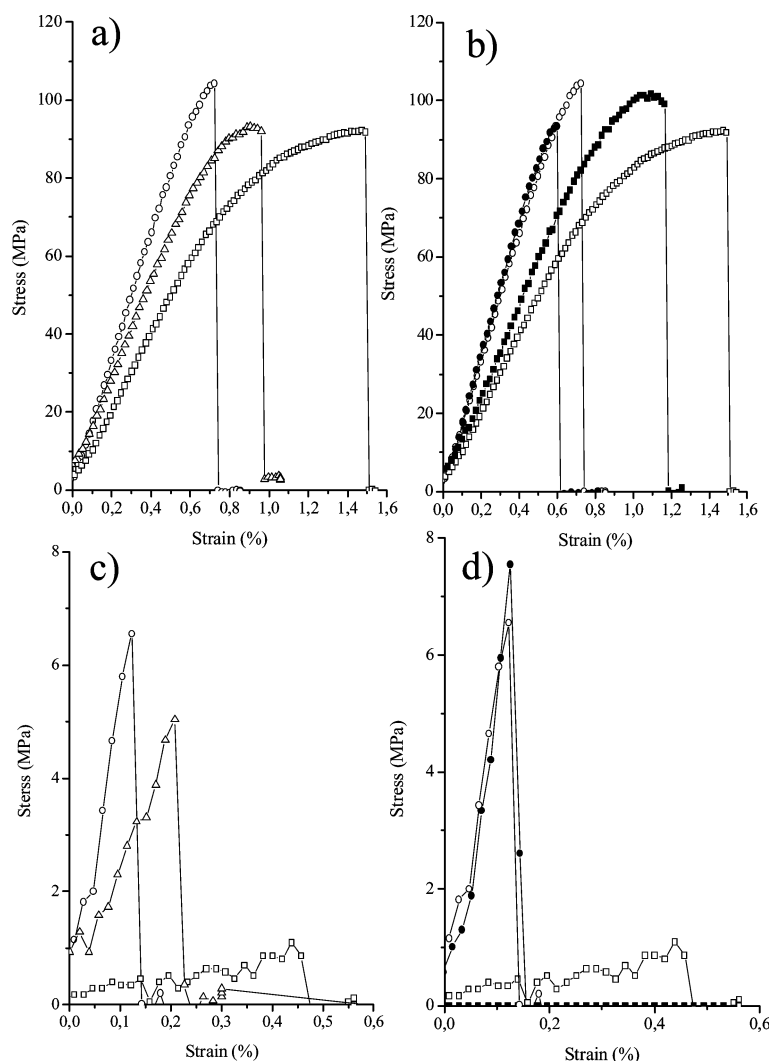 a)
120
100
80
60
40
20
0
Stress (MPa)
0,0 0,2 0,4 0,6 0,8 1,0 1,2 1,4 1,6
Strain (%)
b)
120
100
80
60
40
20
0
Stress (MPa)
0,0 0,2 0,4 0,6 0,8 1,0 1,2 1,4 1,6
Strain (%)
c)
8
6
4
2
0
Sterss (MPa)
0,0 0,1 0,2 0,3 0,4 0,5 0,6
Strain (%)
d)
8
6
4
2
0
Stress (MPa)
0,0 0,2 0,4 0,6
Strain (%)